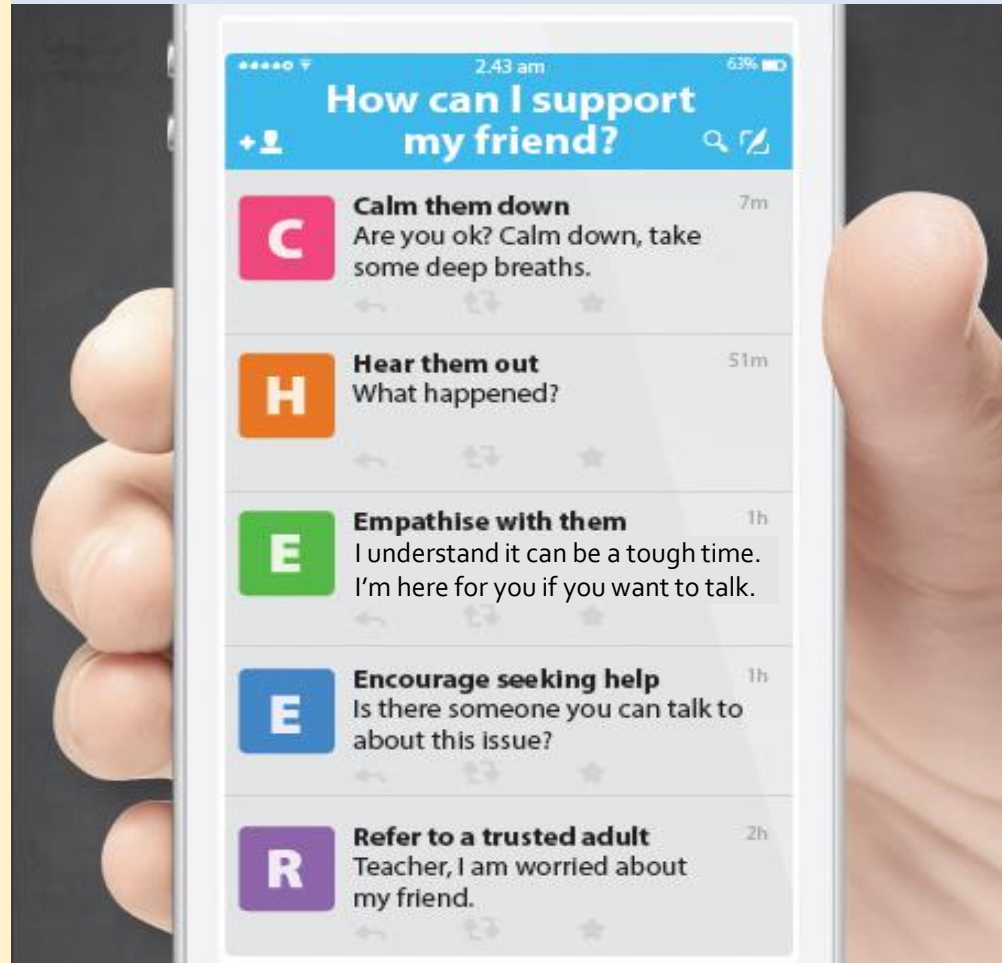 2.43 am
63%
How can I support
my friend?
C
Calm them down
7m
Are you ok? Calm down, take
some deep breaths.
H
Hear them out
51m
What happened?
E
Empathise with them
1h
I understand it can be a tough time.
I'm here for you if you want to talk.
E
Encourage seeking help
1h
Is there someone you can talk to
about this issue?
R
Refer to a trusted adult
2h
Teacher, I am worried about
my friend.